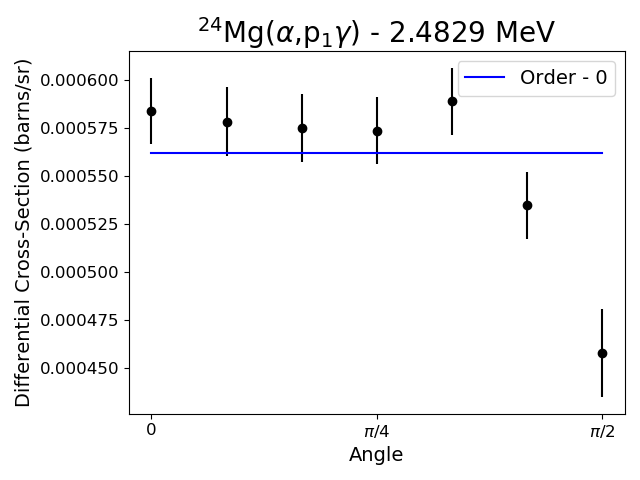 ²⁴Mg(α,p₁γ) - 2.4829 MeV
Order - 0
Differential Cross-Section (barns/sr)
0.000600
0.000575
0.000550
0.000525
0.000500
0.000475
0.000450
0
π/4
π/2
Angle